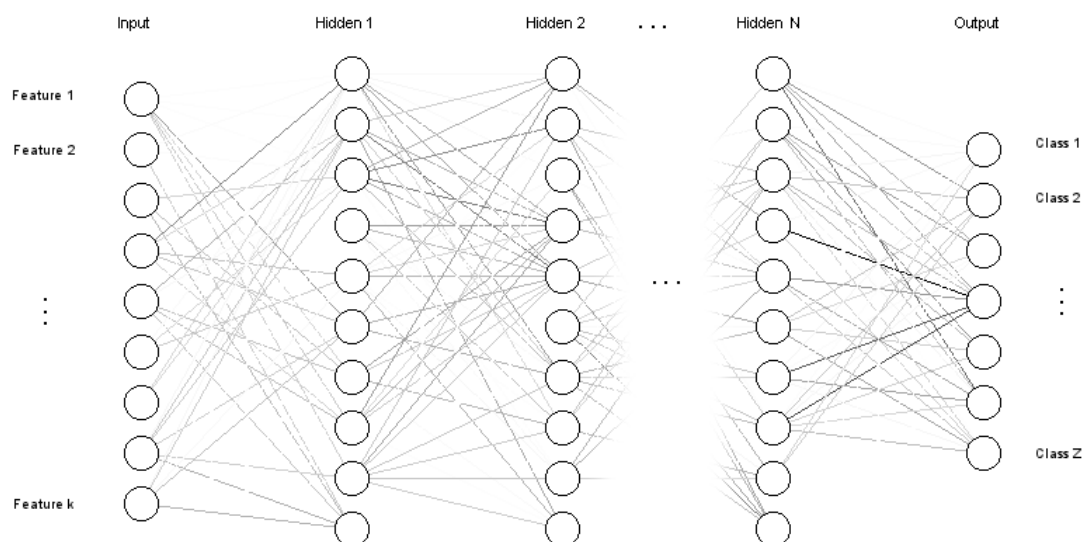 Input Hidden 1 Hidden 2 . . . Hidden N Output
Feature 1
Class 1
Feature 2
Class 2
. . .
Feature k
Class Z